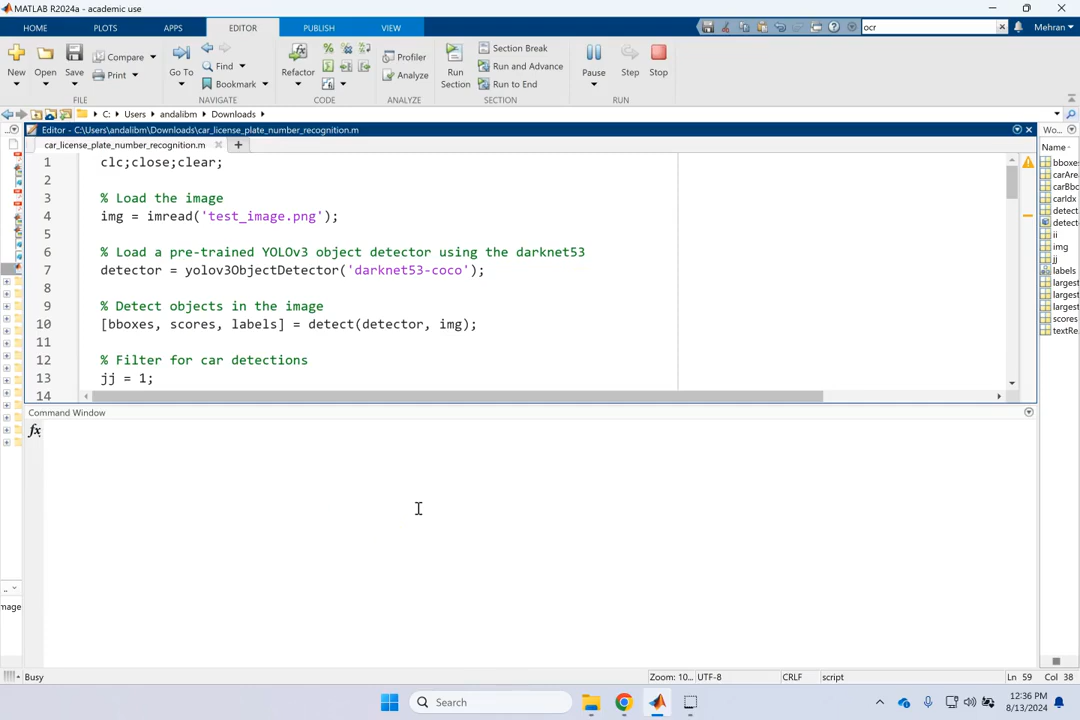 MATLAB R2024a - academic use
HOME PLOTS APPS EDITOR PUBLISH VIEW ocr Mehran
New Open Save Compare Print Go To Find Bookmark Refactor Profiler Analyze Run Section Section Break Run and Advance Run to End Pause Step Stop
FILE NAVIGATE CODE ANALYZE SECTION RUN
C: Users andalibm Downloads
Editor - C:\Users\andalibm\Downloads\car_license_plate_number_recognition.m
Wo...
car_license_plate_number_recognition.m +
Name
1 clc;close;clear;
2
3 % Load the image
4 img = imread('test_image.png');
5
6 % Load a pre-trained YOLOv3 object detector using the darknet53
7 detector = yolov3ObjectDetector('darknet53-coco');
8
9 % Detect objects in the image
10 [bboxes, scores, labels] = detect(detector, img);
11
12 % Filter for car detections
13 jj = 1;
14
bboxes
carArea
carBbo
carIdx
detect
detect
ii
img
jj
labels
largest
largest
largest
scores
textRe
Command Window
fx
..
mage
Busy
Zoom: 10... UTF-8 CRLF script Ln 59 Col 38
Search
12:36 PM
8/13/2024